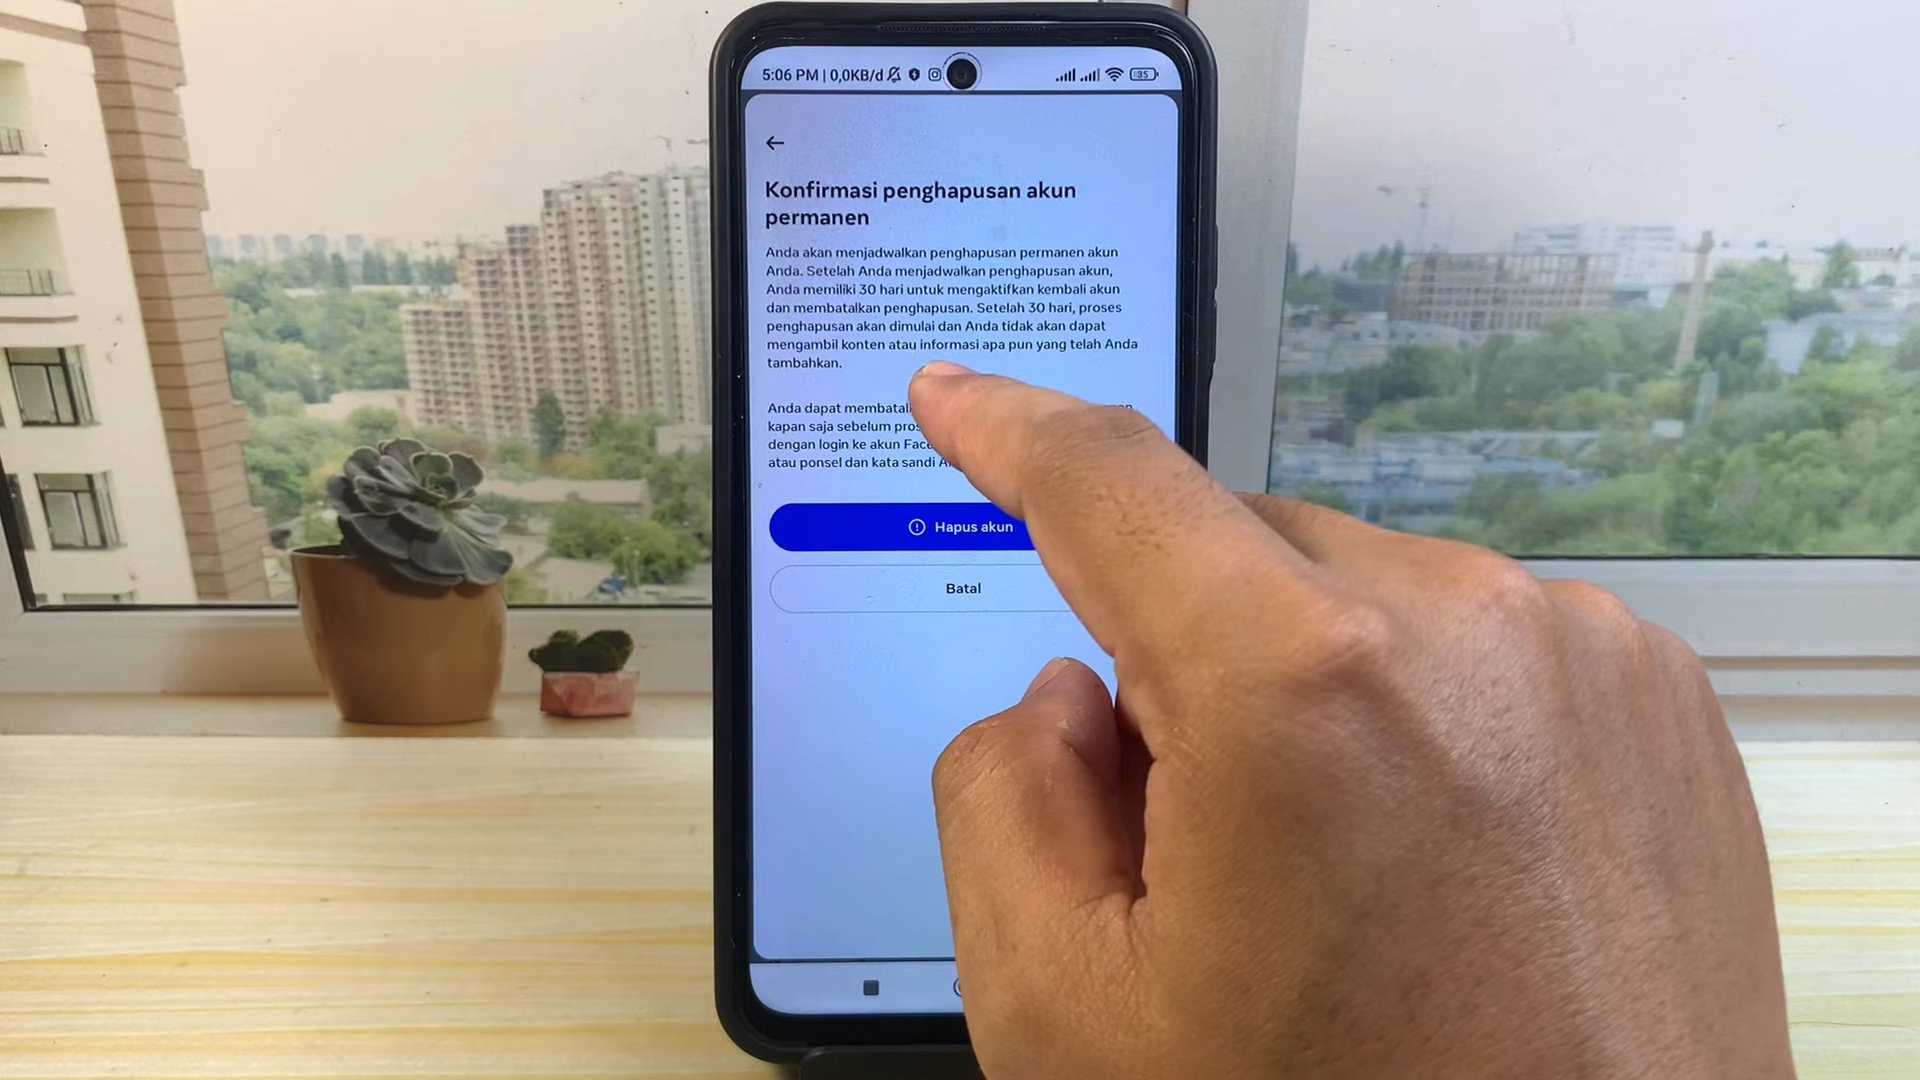 5:06 PM | 0,0KB/d
35
Konfirmasi penghapusan akun
permanen
Anda akan menjadwalkan penghapusan permanen akun
Anda. Setelah Anda menjadwalkan penghapusan akun,
Anda memiliki 30 hari untuk mengaktifkan kembali akun
dan membatalkan penghapusan. Setelah 30 hari, proses
penghapusan akan dimulai dan Anda tidak akan dapat
mengambil konten atau informasi apa pun yang telah Anda
tambahkan.
Anda dapat
kapan saja sebelum
dengan login ke akun
atau ponsel dan kata sandi
Hapus akun
Batal